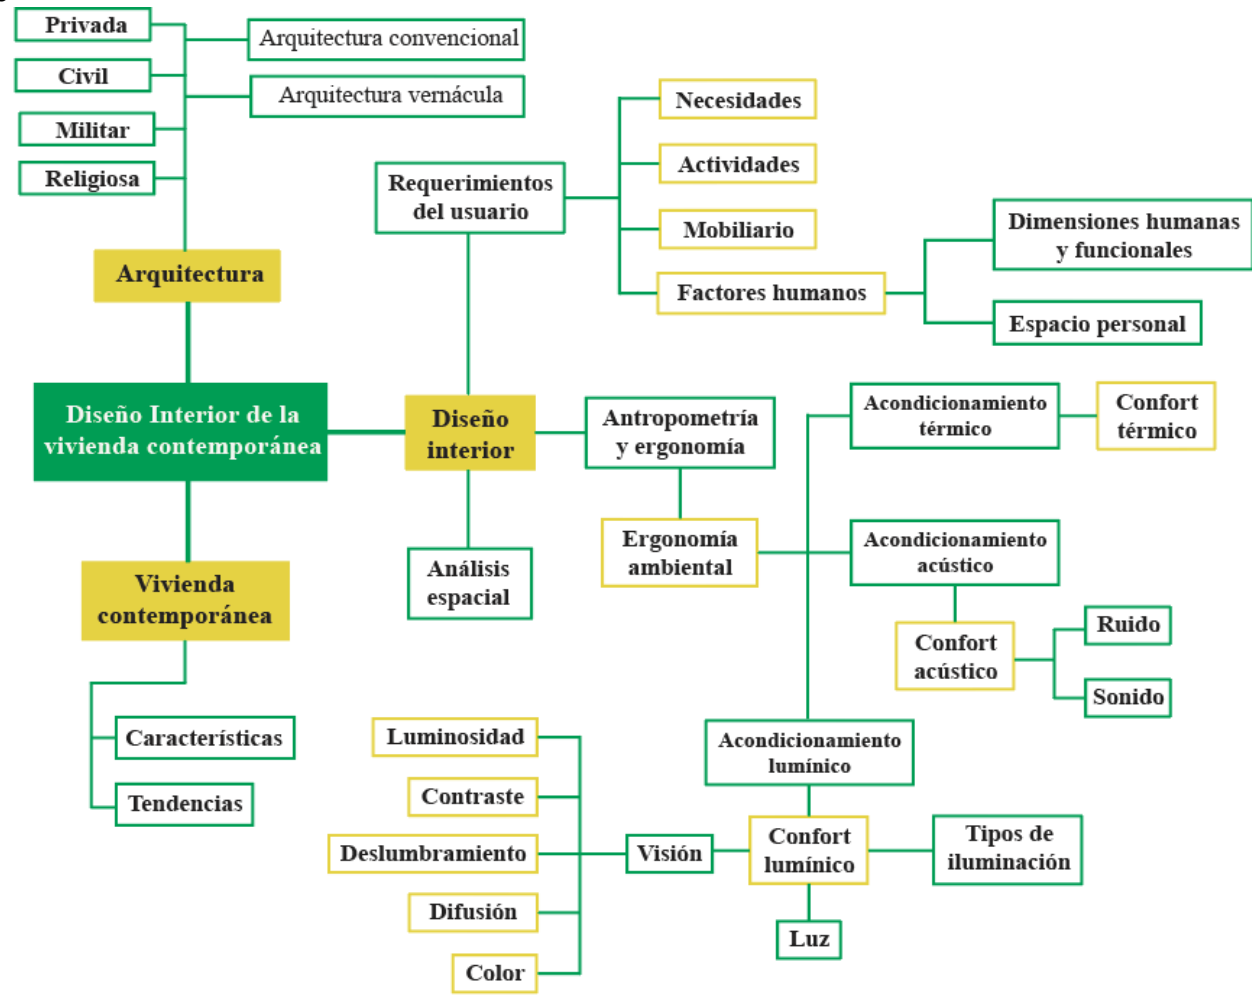 Privada
Arquitectura convencional
Civil
Arquitectura vernácula
Militar
Religiosa
Arquitectura
Diseño Interior de la
vivienda contemporánea
Vivienda
contemporánea
Características
Tendencias
Diseño
interior
Requerimientos
del usuario
Necesidades
Actividades
Mobiliario
Factores humanos
Dimensiones humanas
y funcionales
Espacio personal
Antropometría
y ergonomía
Ergonomía
ambiental
Análisis
espacial
Acondicionamiento
térmico
Confort
térmico
Acondicionamiento
acústico
Confort
acústico
Ruido
Sonido
Acondicionamiento
lumínico
Confort
lumínico
Tipos de
iluminación
Luz
Visión
Luminosidad
Contraste
Deslumbramiento
Difusión
Color